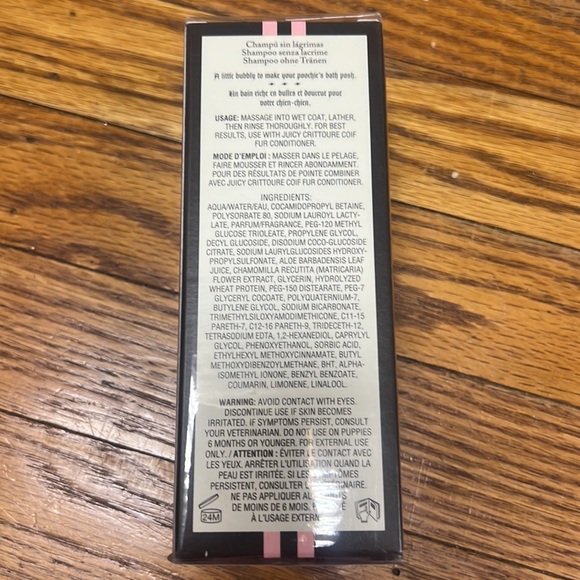 Champú sin lágrimas
Shampoo senza lacrime
Shampoo ohne Tränen
A little bubbly to make your poochie's bath posh.
Un bain riche en bulles et douceur pour
votre chien-chien.
USAGE: MASSAGE INTO WET COAT, LATHER,
THEN RINSE THOROUGHLY. FOR BEST
RESULTS, USE WITH JUICY CRITTOURE COIF
FUR CONDITIONER.
MODE D'EMPLOI : MASSER DANS LE PELAGE,
FAIRE MOUSSER ET RINCER ABONDAMMENT.
POUR DES RÉSULTATS DE POINTE COMBINER
AVEC JUICY CRITTOURE COIF FUR CONDITIONER.
INGREDIENTS:
AQUA/WATER/EAU, COCAMIDOPROPYL BETAINE,
POLYSORBATE 80, SODIUM LAUROYL LACTY-
LATE, PARFUM/FRAGRANCE, PEG-120 METHYL
GLUCOSE TRIOLEATE, PROPYLENE GLYCOL,
DECYL GLUCOSIDE, DISODIUM COCO-GLUCOSIDE
CITRATE, SODIUM LAURYLGLUCOSIDES HYDROXY-
PROPYLSULFONATE, ALOE BARBADENSIS LEAF
JUICE, CHAMOMILLA RECUTITA (MATRICARIA)
FLOWER EXTRACT, GLYCERIN, HYDROLYZED
WHEAT PROTEIN, PEG-150 DISTEARATE, PEG-7
GLYCERYL COCOATE, POLYQUATERNIUM-7,
BUTYLENE GLYCOL, SODIUM BICARBONATE,
TRIMETHYLSILOXYAMODIMETHICONE, C11-15
PARETH-7, C12-16 PARETH-9, TRIDECETH-12,
TETRASODIUM EDTA, 1,2-HEXANEDIOL, CAPRYLYL
GLYCOL, PHENOXYETHANOL, SORBIC ACID,
ETHYLHEXYL METHOXYCINNAMATE, BUTYL
METHOXYDIBENZOYLMETHANE, BHT, ALPHA-
ISOMETHYL IONONE, BENZYL BENZOATE,
COUMARIN, LIMONENE, LINALOOL.
WARNING: AVOID CONTACT WITH EYES.
DISCONTINUE USE IF SKIN BECOMES
IRRITATED. IF SYMPTOMS PERSIST, CONSULT
YOUR VETERINARIAN. DO NOT USE ON PUPPIES
6 MONTHS OR YOUNGER. FOR EXTERNAL USE
ONLY. / ATTENTION : ÉVITER LE CONTACT AVEC
LES YEUX. ARRÊTER L'UTILISATION QUAND LA
PEAU EST IRRITÉE. SI LES SYMPTÔMES
PERSISTENT, CONSULTER LE VÉTÉRINAIRE.
NE PAS APPLIQUER AU
DE MOINS DE 6 MOIS.
À L'USAGE EXTERNE
24M